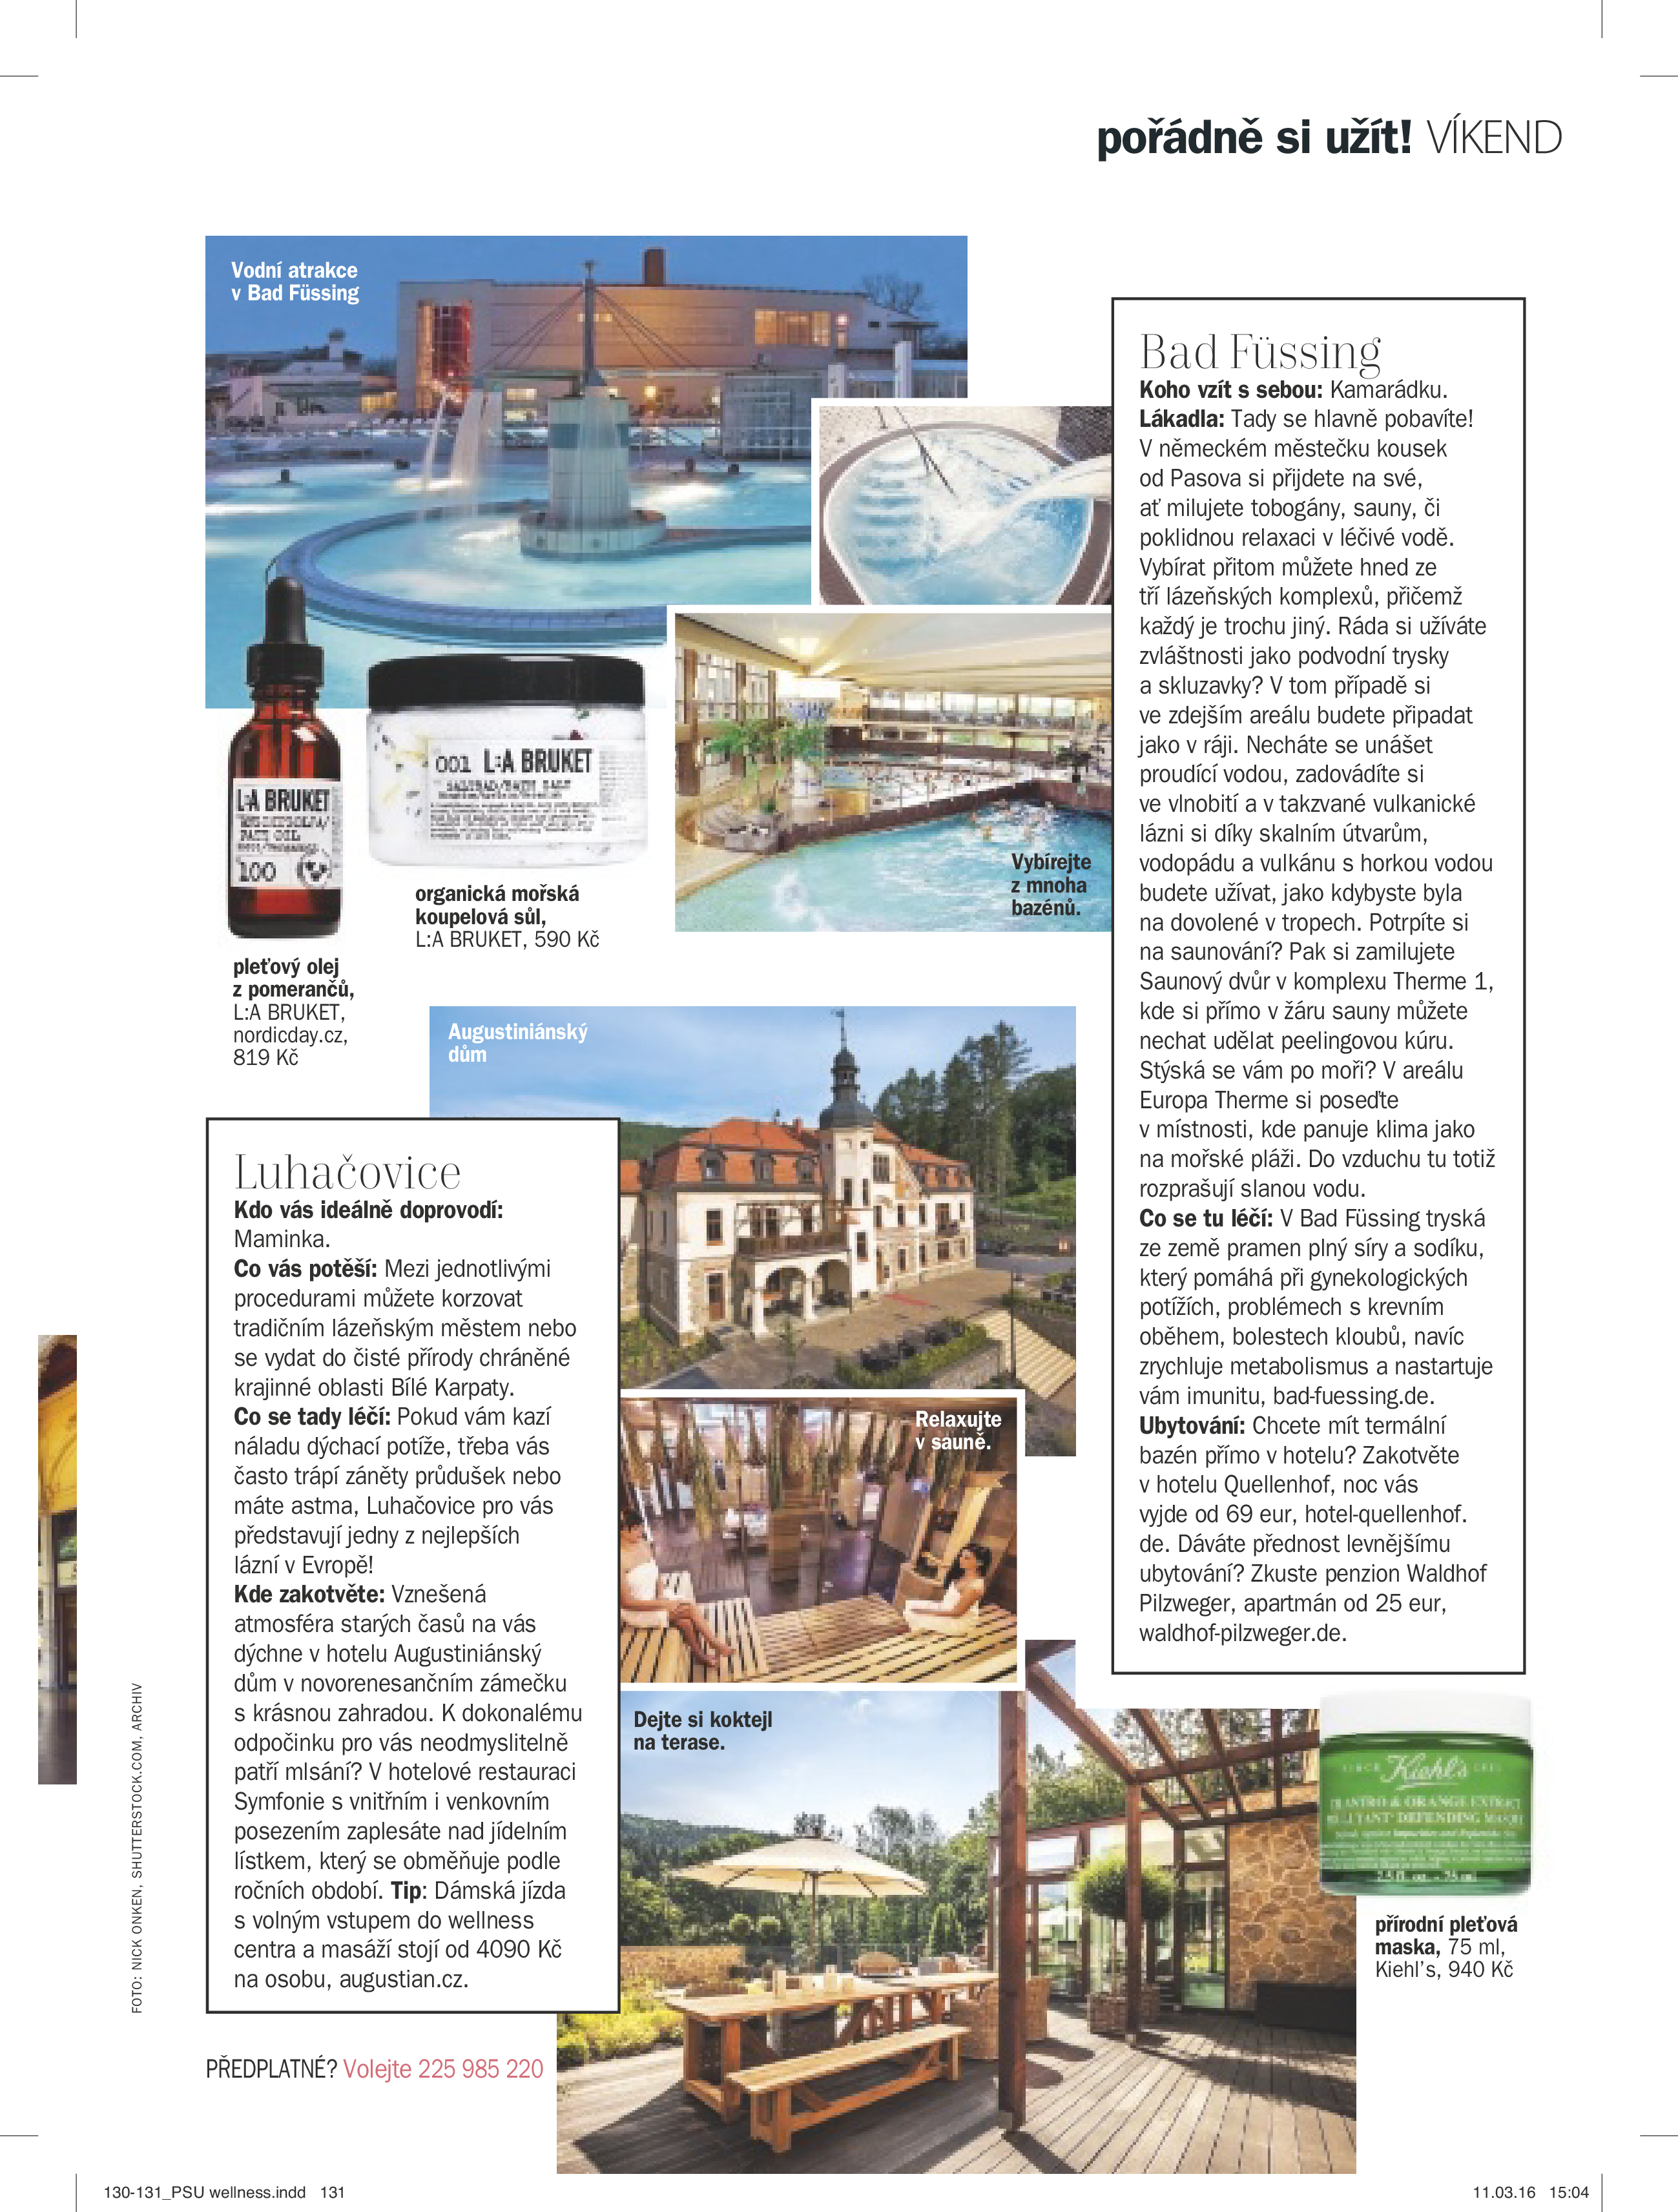 pořádně si užít! VÍKEND
Vodní atrakce
v Bad Füssing
L:A BRUKET
100
001 L:A BRUKET
organická mořská
koupelová sůl,
L:A BRUKET, 590 Kč
pleťový olej
z pomerančů,
L:A BRUKET,
nordicday.cz,
819 Kč
Vybírejte
z mnoha
bazénů.
Bad Füssing
Koho vzít s sebou: Kamarádku.
Lákadla: Tady se hlavně pobavíte!
V německém městečku kousek
od Pasova si přijdete na své,
ať milujete tobogány, sauny, či
poklidnou relaxaci v léčivé vodě.
Vybírat přitom můžete hned ze
tří lázeňských komplexů, přičemž
každý je trochu jiný. Ráda si užíváte
zvláštnosti jako podvodní trysky
a skluzavky? V tom případě si
ve zdejším areálu budete připadat
jako v ráji. Necháte se unášet
proudící vodou, zadovádíte si
ve vlnobití a v takzvané vulkanické
lázni si díky skalním útvarům,
vodopádu a vulkánu s horkou vodou
budete užívat, jako kdybyste byla
na dovolené v tropech. Potrpíte si
na saunování? Pak si zamilujete
Saunový dvůr v komplexu Therme 1,
kde si přímo v žáru sauny můžete
nechat udělat peelingovou kúru.
Stýská se vám po moři? V areálu
Europa Therme si poseďte
v místnosti, kde panuje klima jako
na mořské pláži. Do vzduchu tu totiž
rozprašují slanou vodu.
Co se tu léčí: V Bad Füssing tryská
ze země pramen plný síry a sodíku,
který pomáhá při gynekologických
potížích, problémech s krevním
oběhem, bolestech kloubů, navíc
zrychluje metabolismus a nastartuje
vám imunitu, bad-fuessing.de.
Ubytování: Chcete mít termální
bazén přímo v hotelu? Zakotvěte
v hotelu Quellenhof, noc vás
vyjde od 69 eur, hotel-quellenhof.
de. Dáváte přednost levnějšímu
ubytování? Zkuste penzion Waldhof
Pilzweger, apartmán od 25 eur,
waldhof-pilzweger.de.
Augustiniánský
dům
Luhačovice
Kdo vás ideálně doprovodí:
Maminka.
Co vás potěší: Mezi jednotlivými
procedurami můžete korzovat
tradičním lázeňským městem nebo
se vydat do čisté přírody chráněné
krajinné oblasti Bílé Karpaty.
Co se tady léčí: Pokud vám kazí
náladu dýchací potíže, třeba vás
často trápí záněty průdušek nebo
máte astma, Luhačovice pro vás
představují jedny z nejlepších
lázní v Evropě!
Kde zakotvěte: Vznešená
atmosféra starých časů na vás
dýchne v hotelu Augustiniánský
dům v novorenesančním zámečku
s krásnou zahradou. K dokonalému
odpočinku pro vás neodmyslitelně
patří mlsání? V hotelové restauraci
Symfonie s vnitřním i venkovním
posezením zaplesáte nad jídelním
lístkem, který se obměňuje podle
ročních období. Tip: Dámská jízda
s volným vstupem do wellness
centra a masáží stojí od 4090 Kč
na osobu, augustian.cz.
Relaxujte
v sauně.
Dejte si koktejl
na terase.
Kiehl's
přírodní pleťová
maska, 75 ml,
Kiehl's, 940 Kč
FOTO: NICK ONKEN, SHUTTERSTOCK.COM, ARCHIV
PŘEDPLATNÉ? Volejte 225 985 220
130-131_PSU wellness.indd 131
11.03.16 15:04